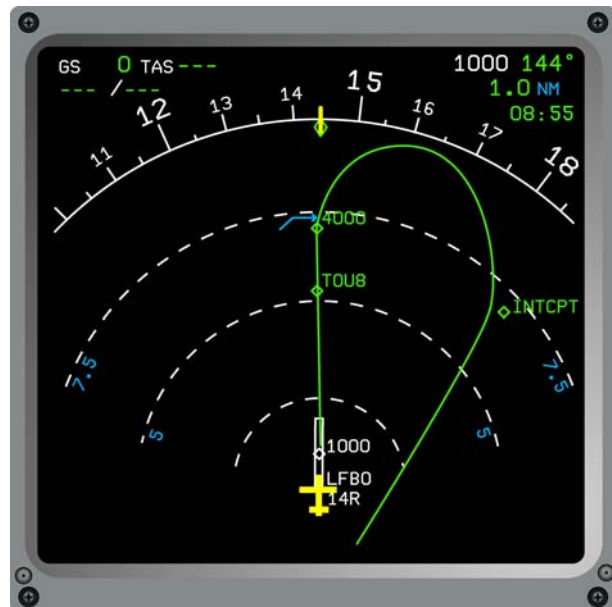 GS 0 TAS ---
--- /---
1000 144°
1.0 NM
08:55
11
12
13
14
15
16
17
18
4000
TOU8
INTCPT
7.5
7.5
5
5
1000
LFBO
14R